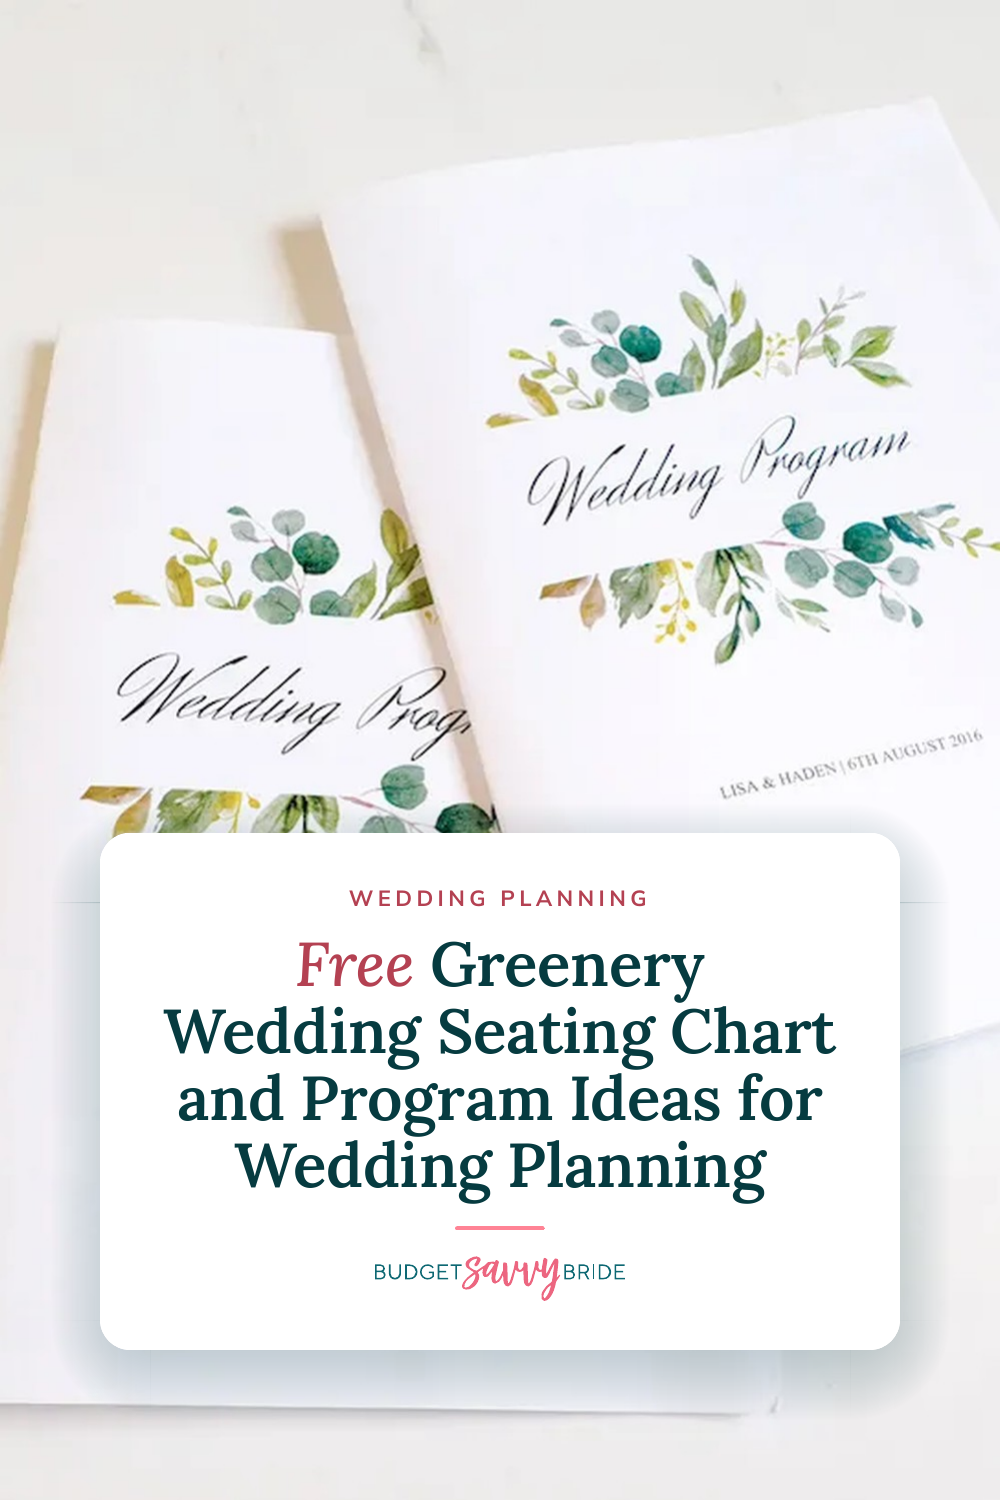 Wedding Program
LISA & HADEN | 6TH AUGUST 2016
Wedding Progr
WEDDING PLANNING
Free Greenery
Wedding Seating Chart
and Program Ideas for
Wedding Planning
BUDGET savvy BRIDE